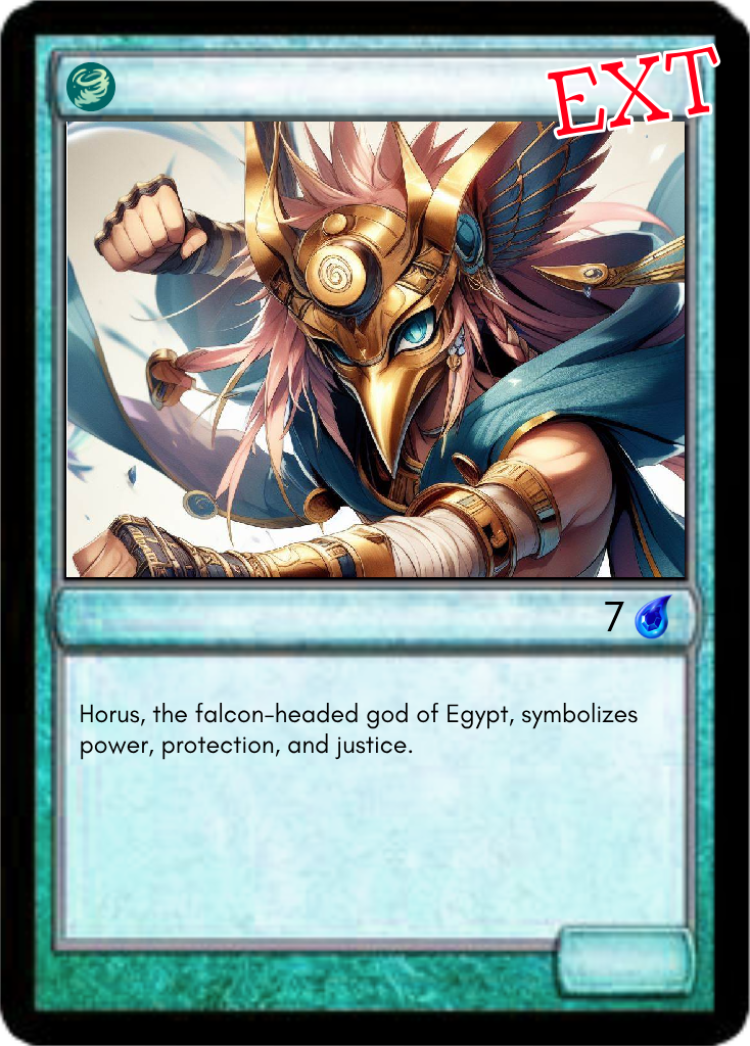 EXT
7
Horus, the falcon-headed god of Egypt, symbolizes
power, protection, and justice.